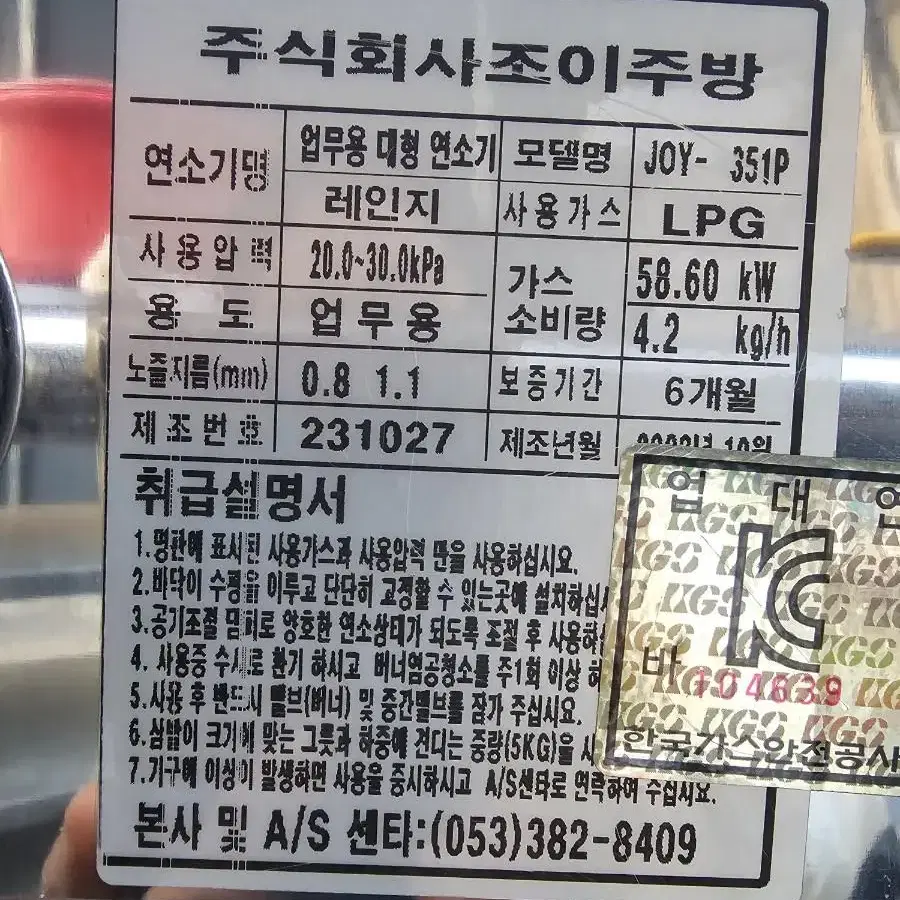 주식회사조이주방
연소기명 업무용 대형 연소기 모델명 JOY- 351P
레인지 사용가스 LPG
사용압력 20.0~30.0kPa 가스 소비량 58.60 kW
용 도 업무용 4.2 kg/h
노즐지름(mm) 0.8 1.1 보증기간 6개월
제조번호 231027 제조년월 10월
취급설명서
1.명판에 표시된 사용가스과 사용압력 만을 사용하십시요.
2.바닥이 수평을 이루고 단단히 고정할 수 있는곳에 설치하십
3.공기조절 양호한 연소상태가 되도록 조절 후 사용하
4. 사용중 수시로 환기 하시고 버너염공청소를 주1회 이상
5.사용 후 반드시 밸브(버너) 및 중간밸브를 잠가 주십시요.
6.삼발이 크기에 맞는 그릇과 하중에 견디는 중량(5KG)을 사
7.기구에 이상이 발생하면 사용을 중시하시고 A/S센타로 연락하여 주십시요.
본사 및 A/S 센타:(053)382-8409
업 대 연
KC
바
104639
한국가스안전공사
KGS